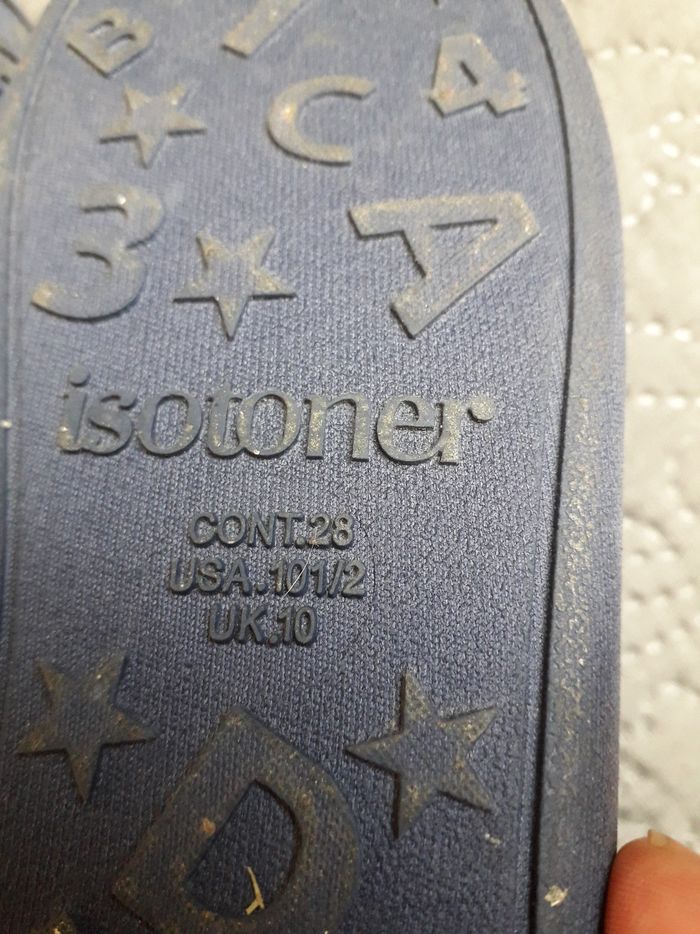 B 4
C
3 A
isotoner
CONT.28
USA.101/2
UK.10
D